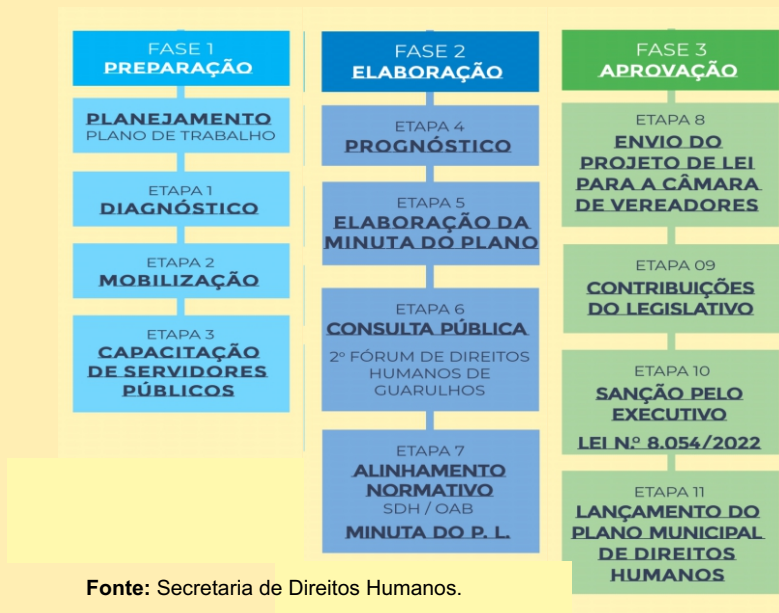 FASE 1
PREPARAÇÃO
PLANEJAMENTO
PLANO DE TRABALHO
ETAPA 1
DIAGNÓSTICO
ETAPA 2
MOBILIZAÇÃO
ETAPA 3
CAPACITAÇÃO
DE SERVIDORES
PÚBLICOS
FASE 2
ELABORAÇÃO
ETAPA 4
PROGNÓSTICO
ETAPA 5
ELABORAÇÃO DA
MINUTA DO PLANO
ETAPA 6
CONSULTA PÚBLICA
2º FÓRUM DE DIREITOS
HUMANOS DE
GUARULHOS
ETAPA 7
ALINHAMENTO
NORMATIVO
SDH / OAB
MINUTA DO P. L.
FASE 3
APROVAÇÃO
ETAPA 8
ENVIO DO
PROJETO DE LEI
PARA A CÂMARA
DE VEREADORES
ETAPA 09
CONTRIBUIÇÕES
DO LEGISLATIVO
ETAPA 10
SANÇÃO PELO
EXECUTIVO
LEI N.º 8.054/2022
ETAPA 11
LANÇAMENTO DO
PLANO MUNICIPAL
DE DIREITOS
HUMANOS
Fonte: Secretaria de Direitos Humanos.